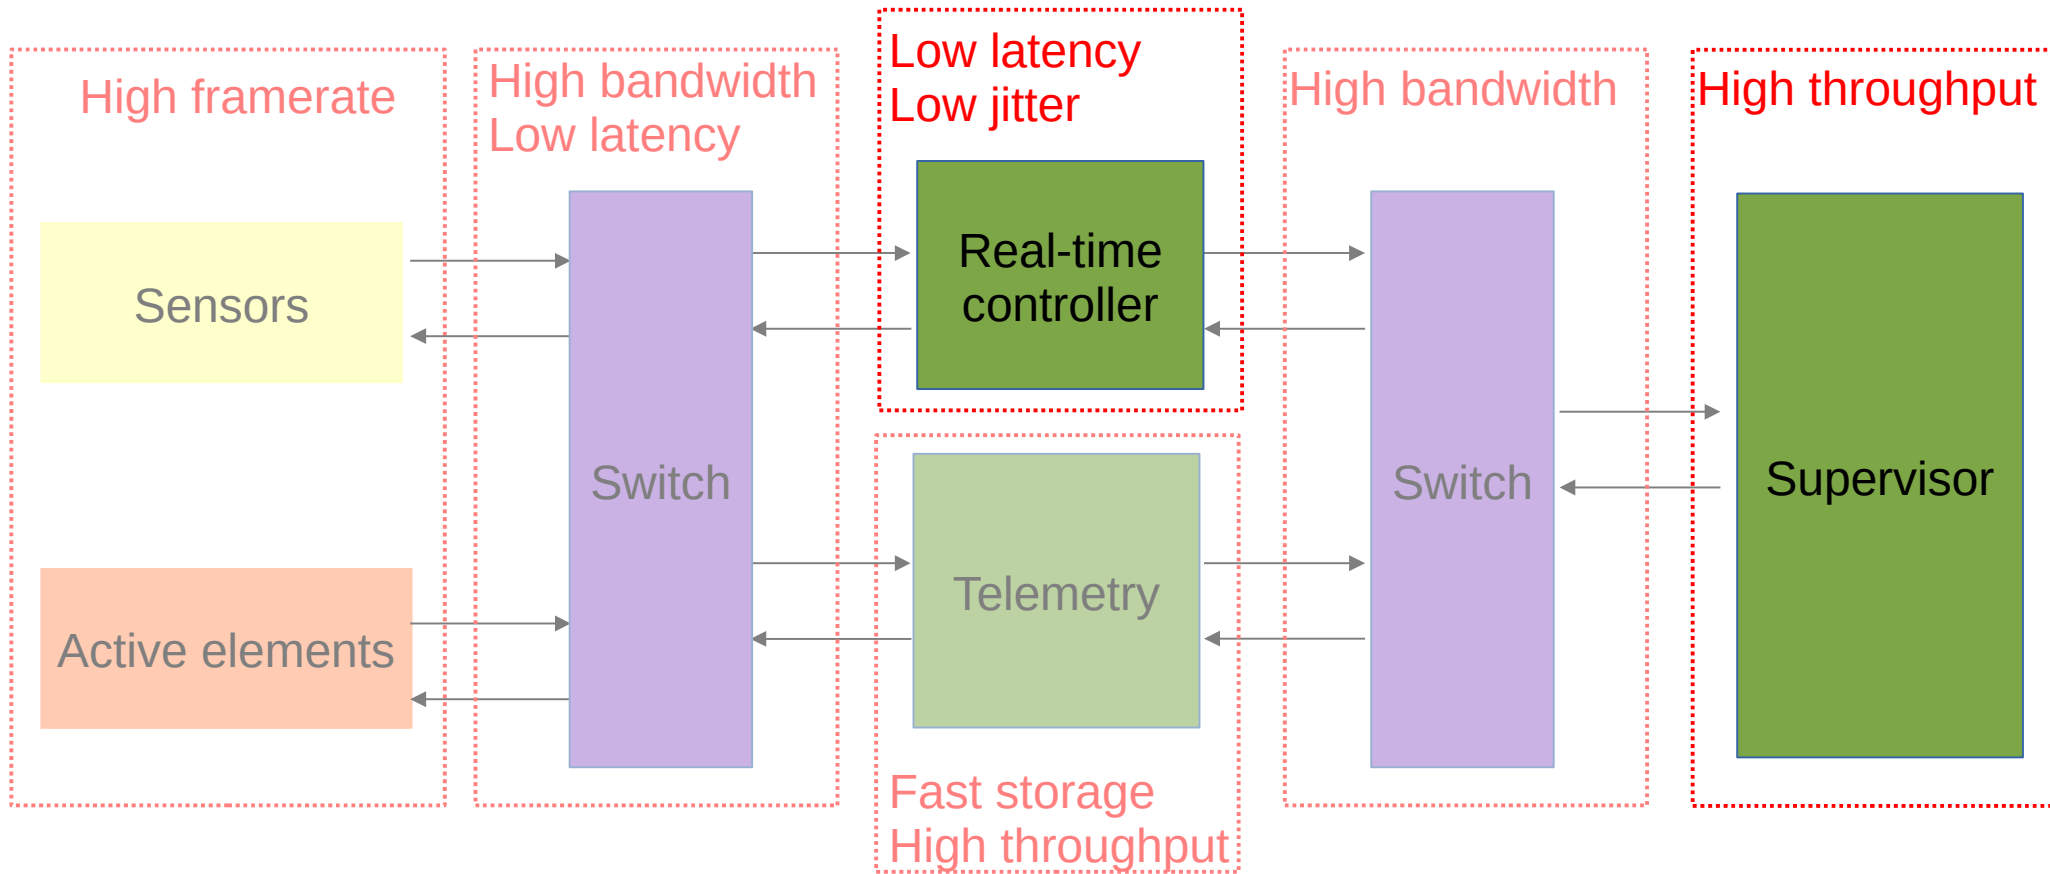 High framerate
Sensors
Active elements
High bandwidth
Low latency
Switch
Low latency
Low jitter
Real-time
controller
Telemetry
Fast storage
High throughput
High bandwidth
Switch
High throughput
Supervisor